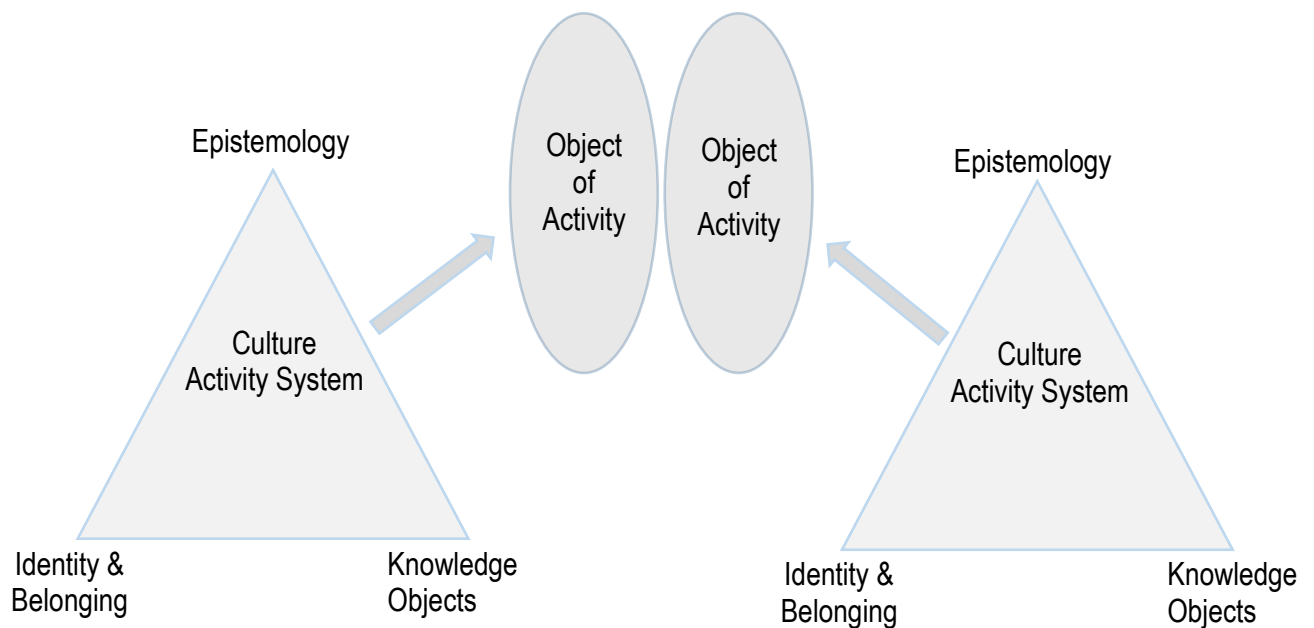 Epistemology
Culture
Activity System
Identity &
Belonging
Knowledge
Objects
Object
of
Activity
Object
of
Activity
Epistemology
Culture
Activity System
Identity &
Belonging
Knowledge
Objects